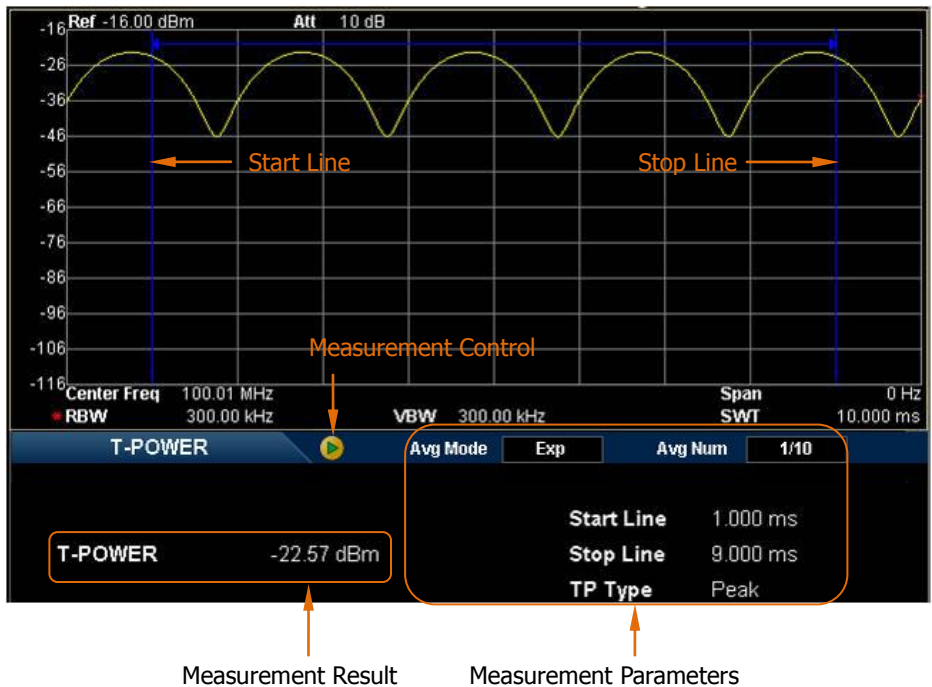 Ref -16.00 dBm Att 10 dB
-16
-26
-36
-46
Start Line Stop Line
-56
-66
-76
-86
-96
-106
Measurement Control
-116
Center Freq 100.01 MHz Span 0 Hz
* RBW 300.00 kHz VBW 300.00 kHz SWT 10.000 ms
T-POWER Avg Mode Exp Avg Num 1/10
Start Line 1.000 ms
T-POWER -22.57 dBm Stop Line 9.000 ms
TP Type Peak
Measurement Result Measurement Parameters